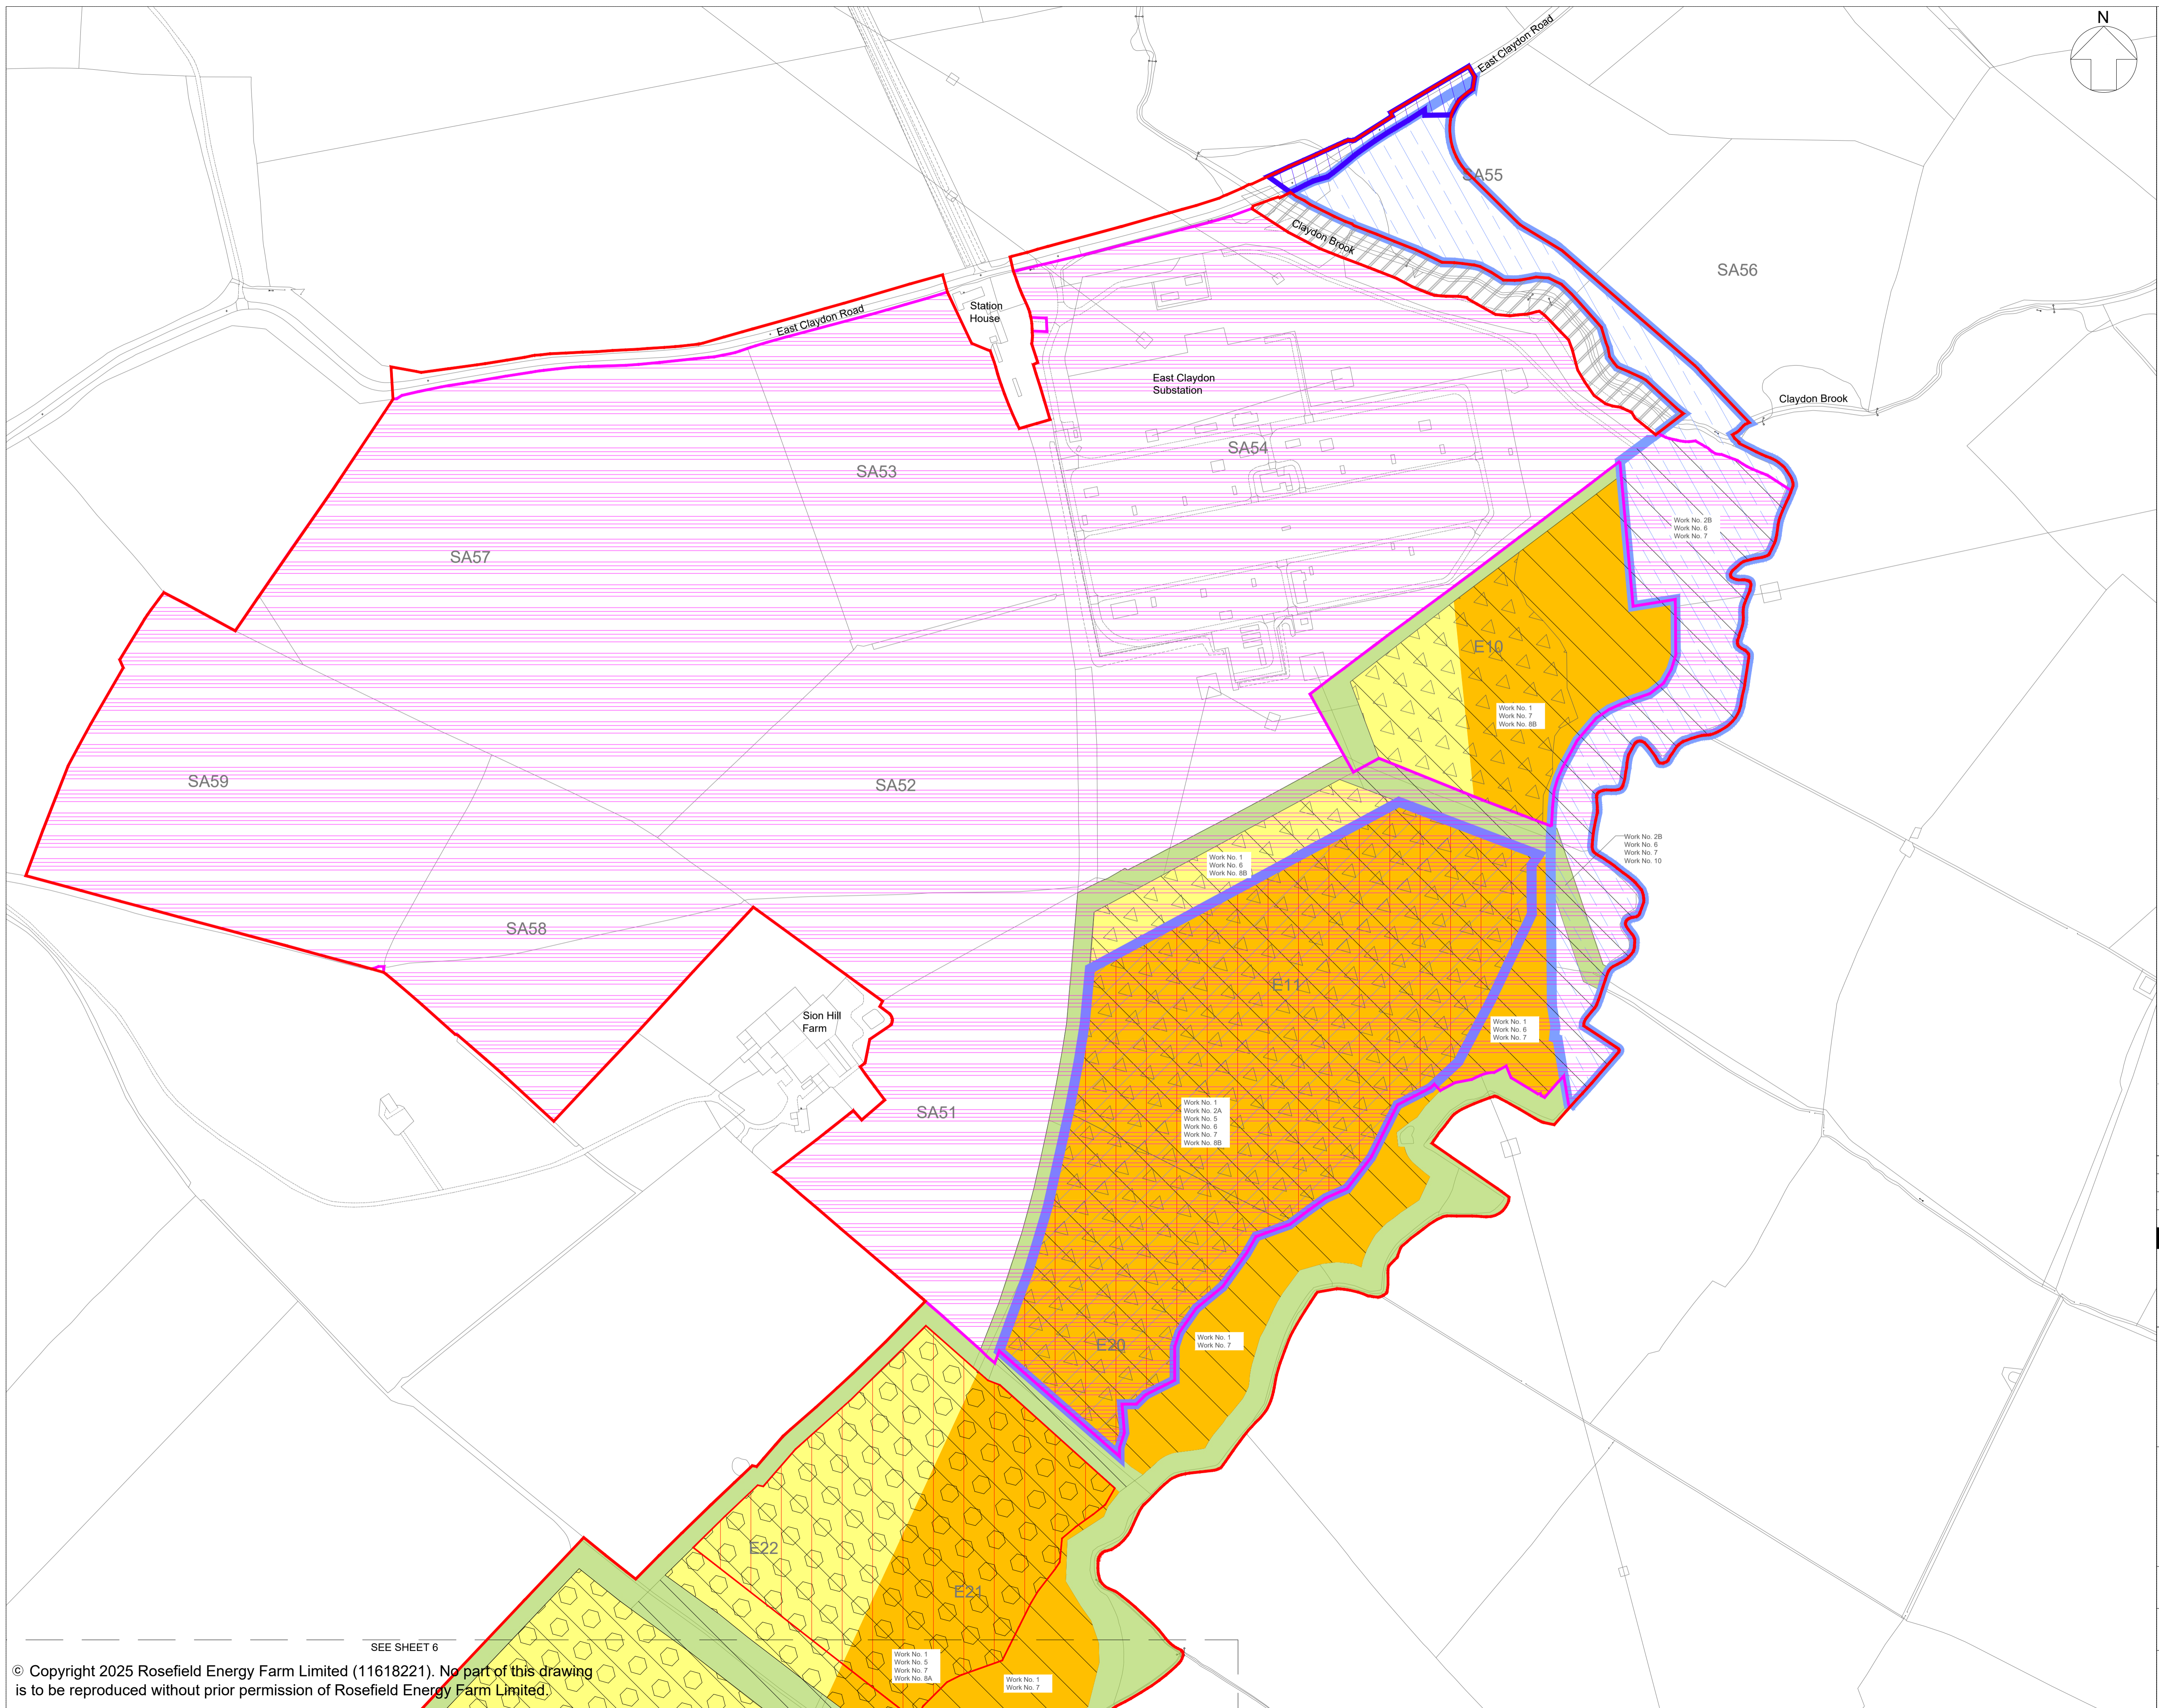 N
East Claydon Road
SA55
Claydon Brook
SA56
Station
House
East Claydon Road
East Claydon
Substation
Claydon Brook
SA54
SA53
Work No. 2B
Work No. 6
Work No. 7
SA57
E10
Work No. 1
Work No. 7
Work No. 8B
SA59
SA52
Work No. 2B
Work No. 6
Work No. 7
Work No. 10
Work No. 1
Work No. 6
Work No. 8B
SA58
E11
Sion Hill
Farm
Work No. 1
Work No. 6
Work No. 7
SA51
Work No. 1
Work No. 2A
Work No. 5
Work No. 6
Work No. 7
Work No. 8B
E20
Work No. 1
Work No. 7
E22
E21
SEE SHEET 6
Work No. 1
Work No. 5
Work No. 7
Work No. 8A
Work No. 1
Work No. 7
© Copyright 2025 Rosefield Energy Farm Limited (11618221). No part of this drawing
is to be reproduced without prior permission of Rosefield Energy Farm Limited.